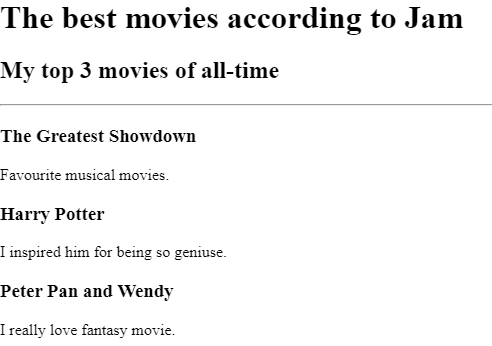 The best movies according to Jam
My top 3 movies of all-time
The Greatest Showdown
Favourite musical movies.
Harry Potter
I inspired him for being so geniuse.
Peter Pan and Wendy
I really love fantasy movie.